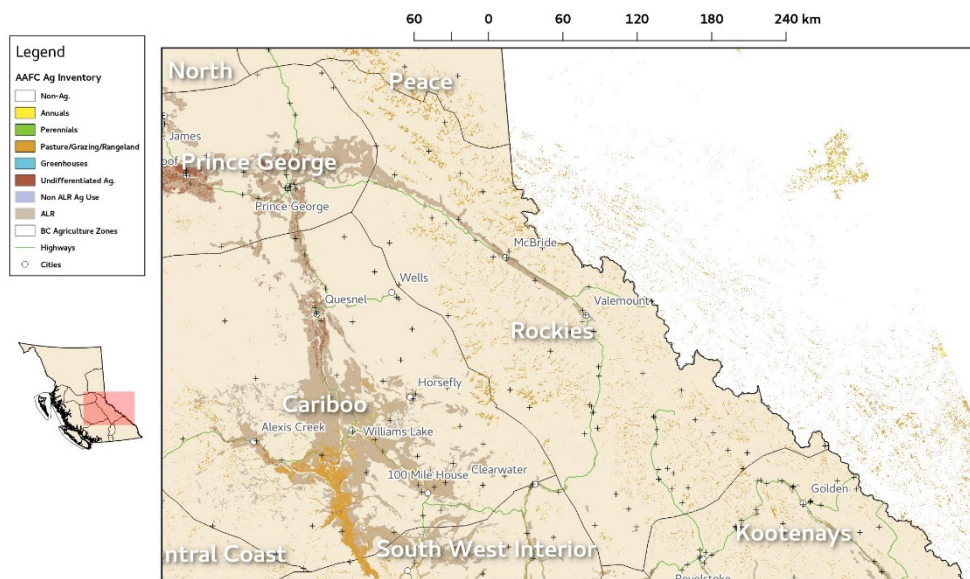 60 0 60 120 180 240 km
Legend
AAFC Ag Inventory
Non-Ag.
Annuals
Perennials
Pasture/Grazing/Rangeland
Greenhouses
Undifferentiated Ag.
Non ALR Ag Use
ALR
BC Agriculture Zones
Highways
Cities
North
Peace
James
oof
Prince George
Prince George
McBride
Wells
Quesnel
Valemount
Rockies
Horsefly
Cariboo
Alexis Creek
Williams Lake
100 Mile House
Clearwater
Golden
Kootenays
ntral Coast
South West Interior
Revelstoke